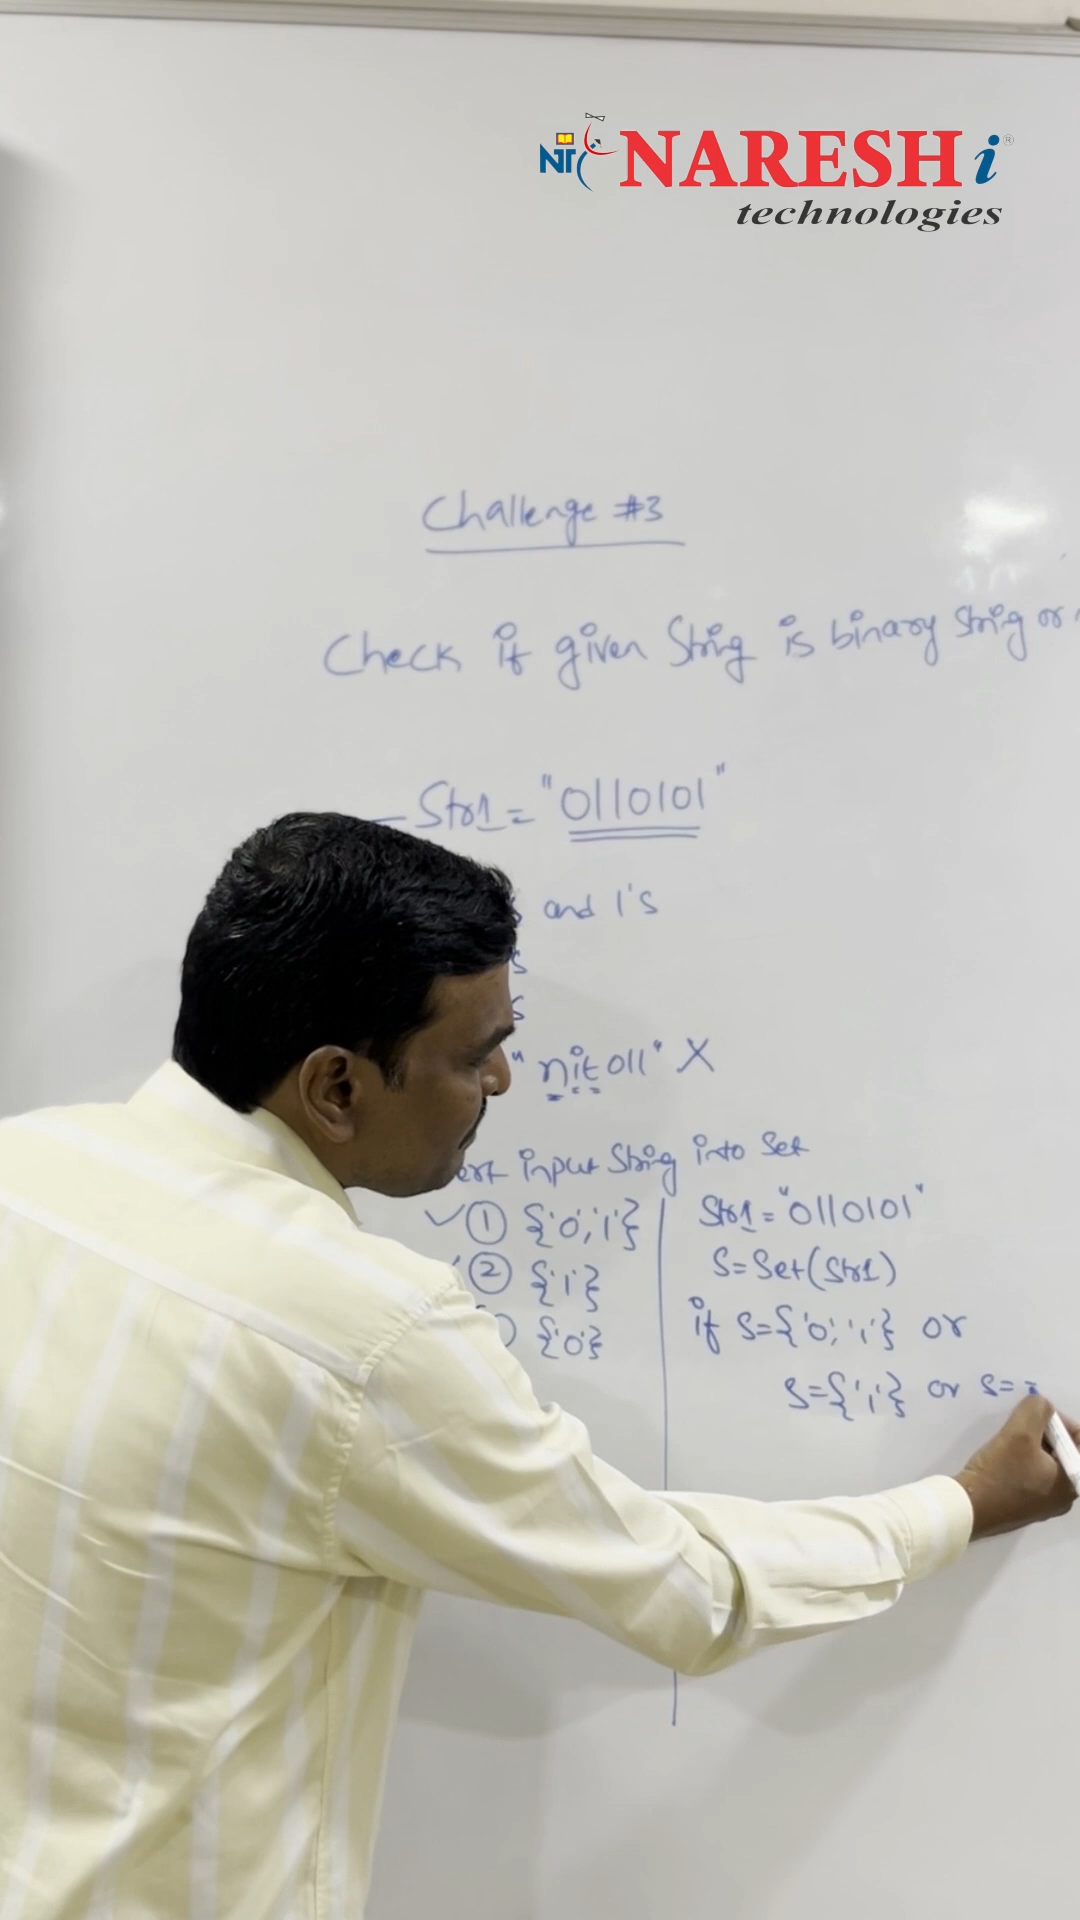 NT NARESH i ®
technologies
Challenge #3
Check if given String is binary String or
Str1 = "0110101"
and 1's
"nit011" X
input String into Set
① {'0','1'}
② {'1'}
{'0'}
Str1 = "0110101"
S=Set(Str1)
if S={'0','1'} or
S={'1'} or S=